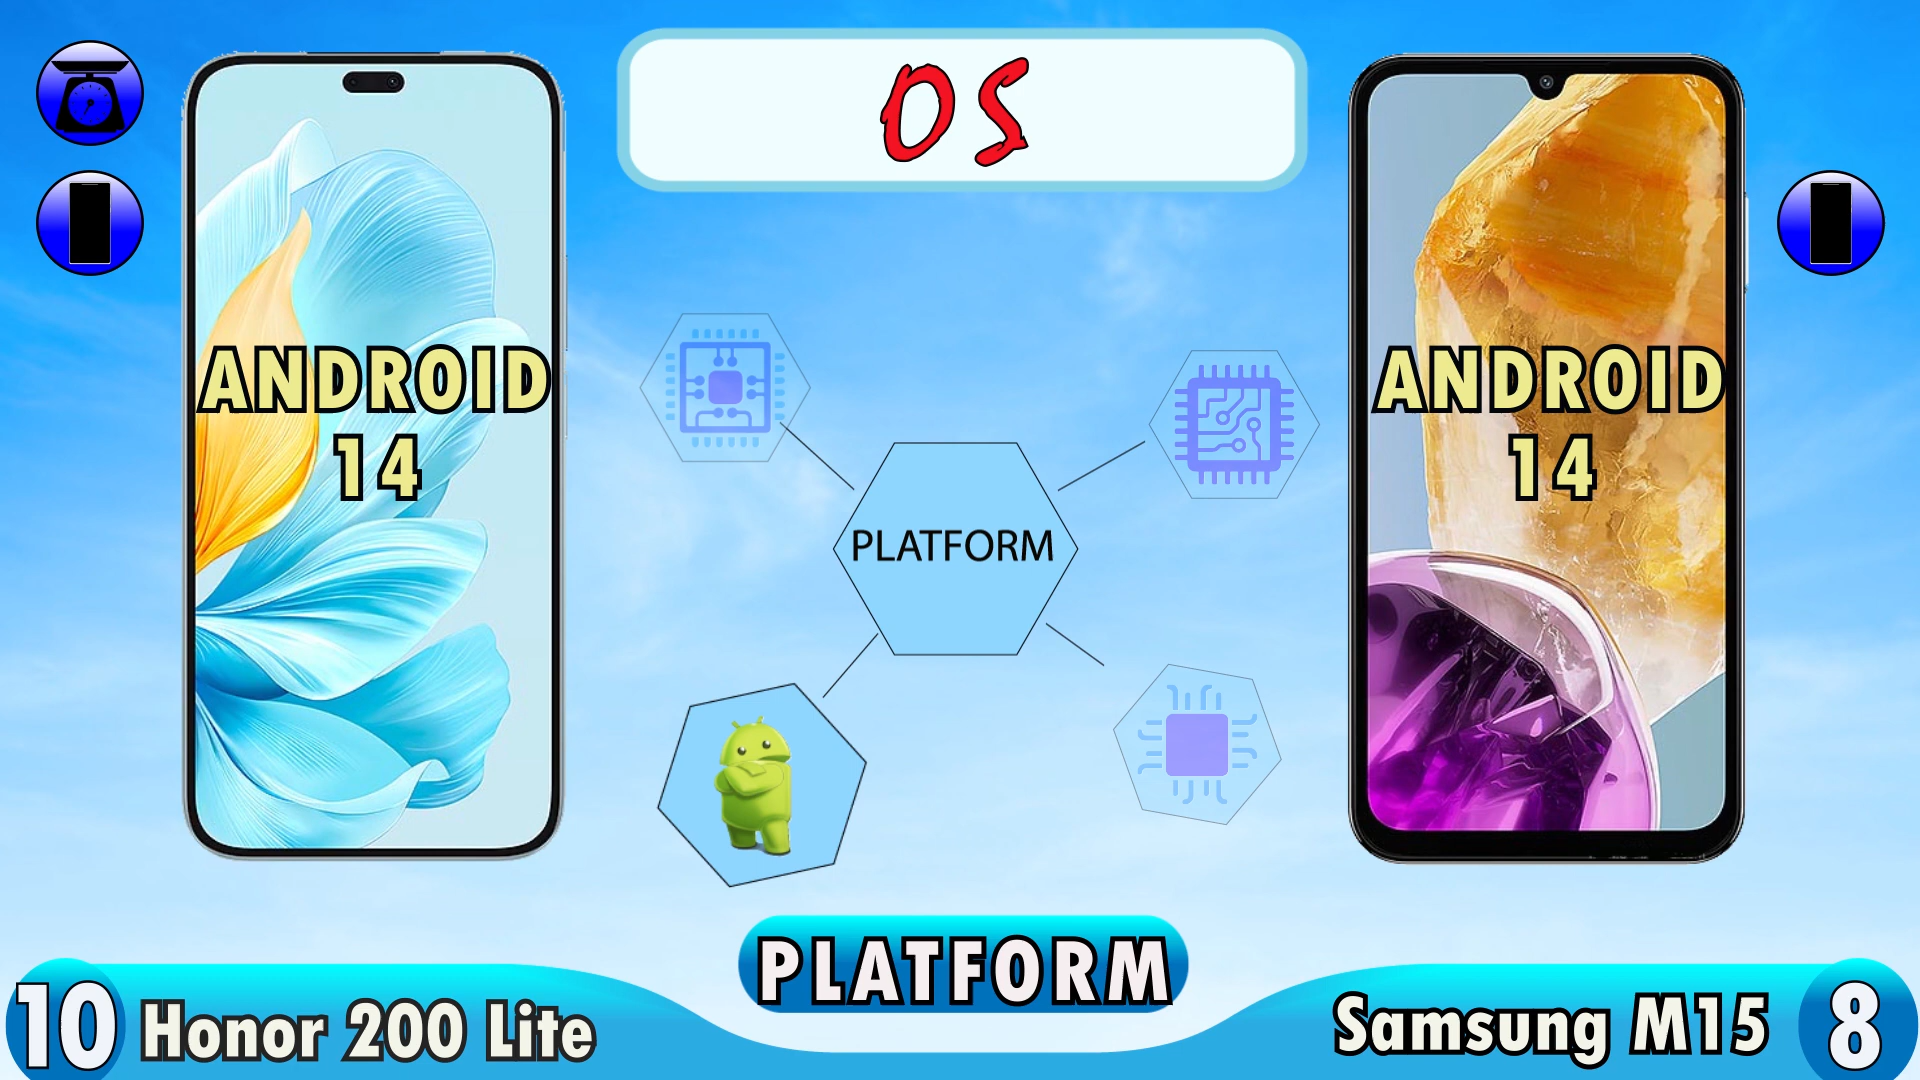 OS
ANDROID
14
ANDROID
14
PLATFORM
PLATFORM
10 Honor 200 Lite
Samsung M15 8